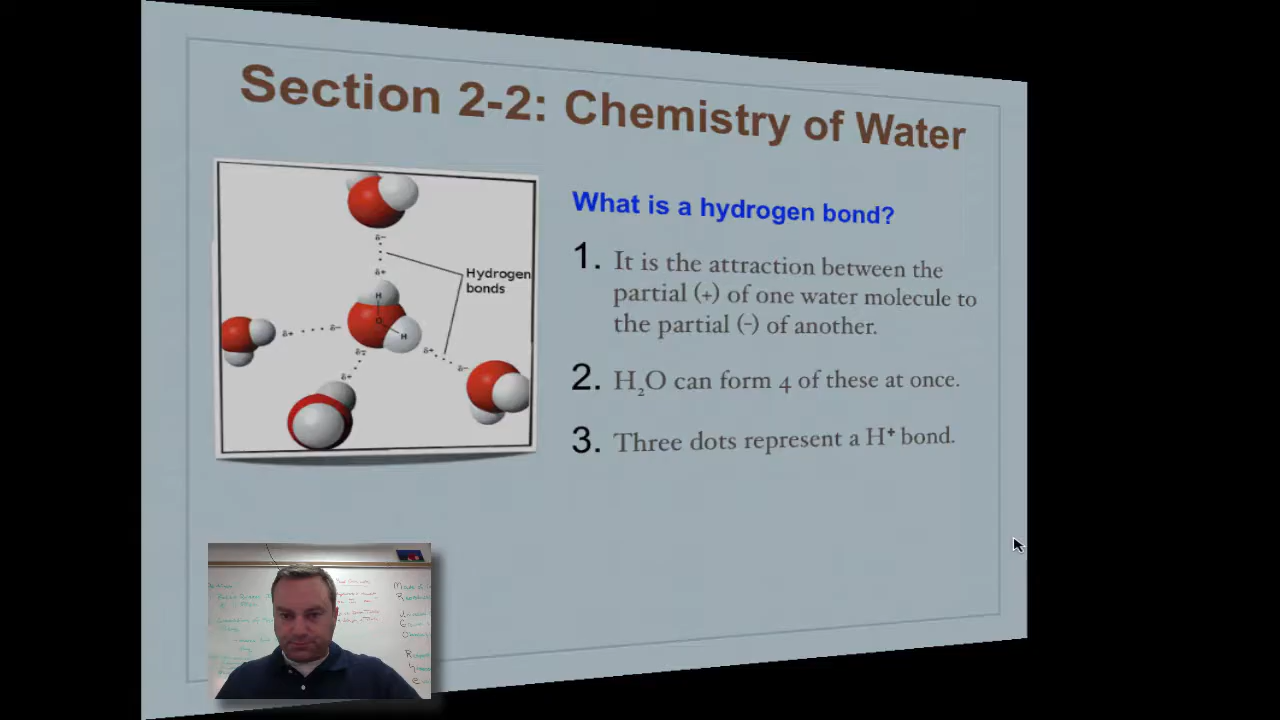 Section 2-2: Chemistry of Water
What is a hydrogen bond?
1. It is the attraction between the
partial (+) of one water molecule to
the partial (-) of another.
2. H₂O can form 4 of these at once.
3. Three dots represent a H⁺ bond.
δ−
δ+
Hydrogen
bonds
H
O
H
δ+
δ−
δ−
δ+
δ+
δ−